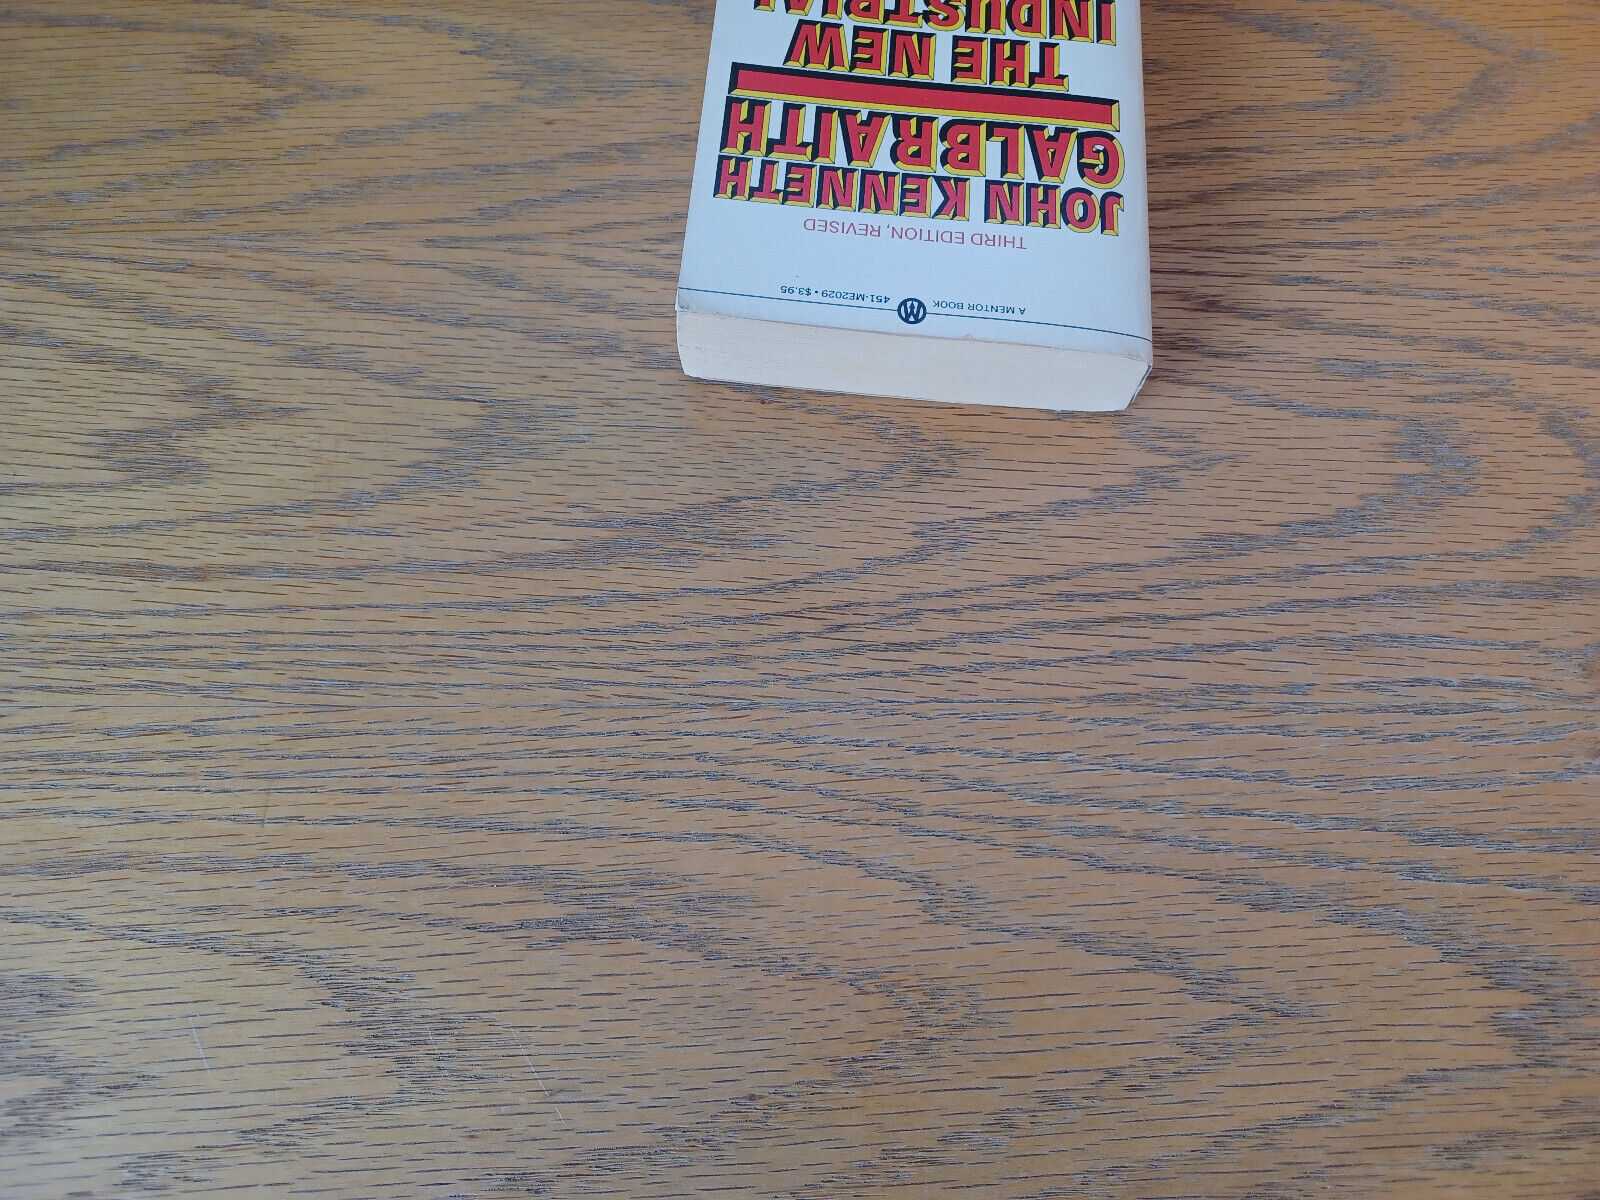 A MENTOR BOOK 451-ME2029 • $3.95
THIRD EDITION, REVISED
JOHN KENNETH
GALBRAITH
THE NEW
INDUSTRIAL